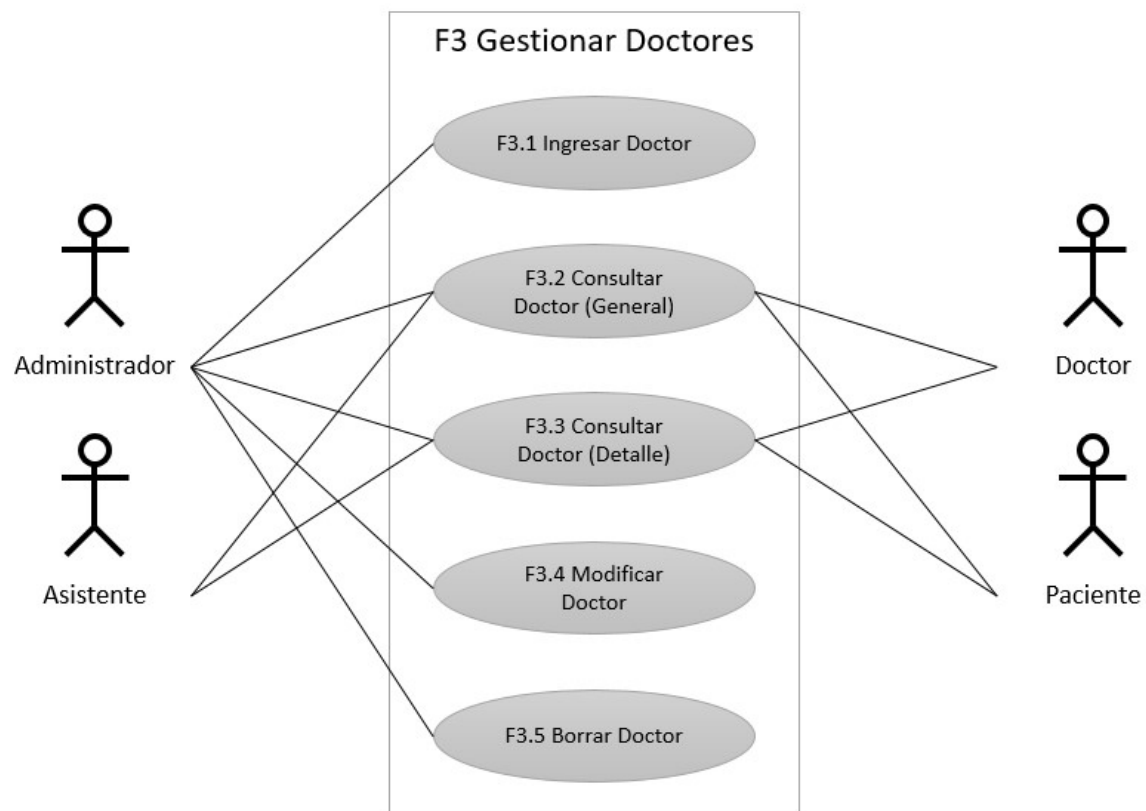 F3 Gestionar Doctores
F3.1 Ingresar Doctor
F3.2 Consultar
Doctor (General)
Administrador
Doctor
F3.3 Consultar
Doctor (Detalle)
F3.4 Modificar
Doctor
Asistente
Paciente
F3.5 Borrar Doctor